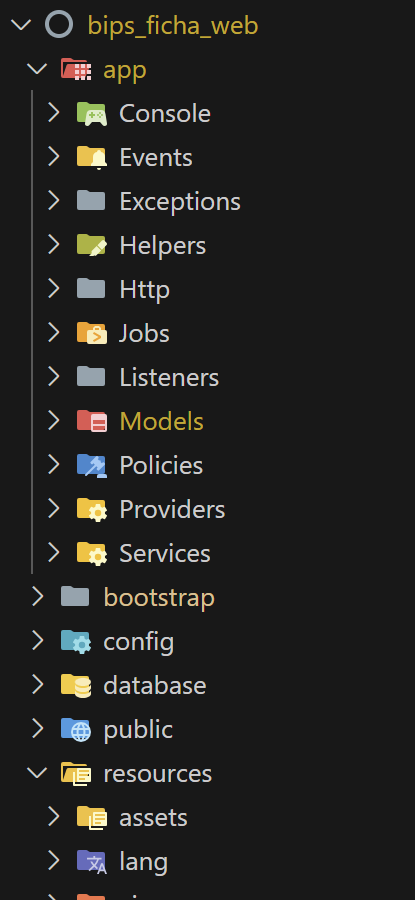 bips_ficha_web
app
Console
Events
Exceptions
Helpers
Http
Jobs
Listeners
Models
Policies
Providers
Services
bootstrap
config
database
public
resources
assets
lang